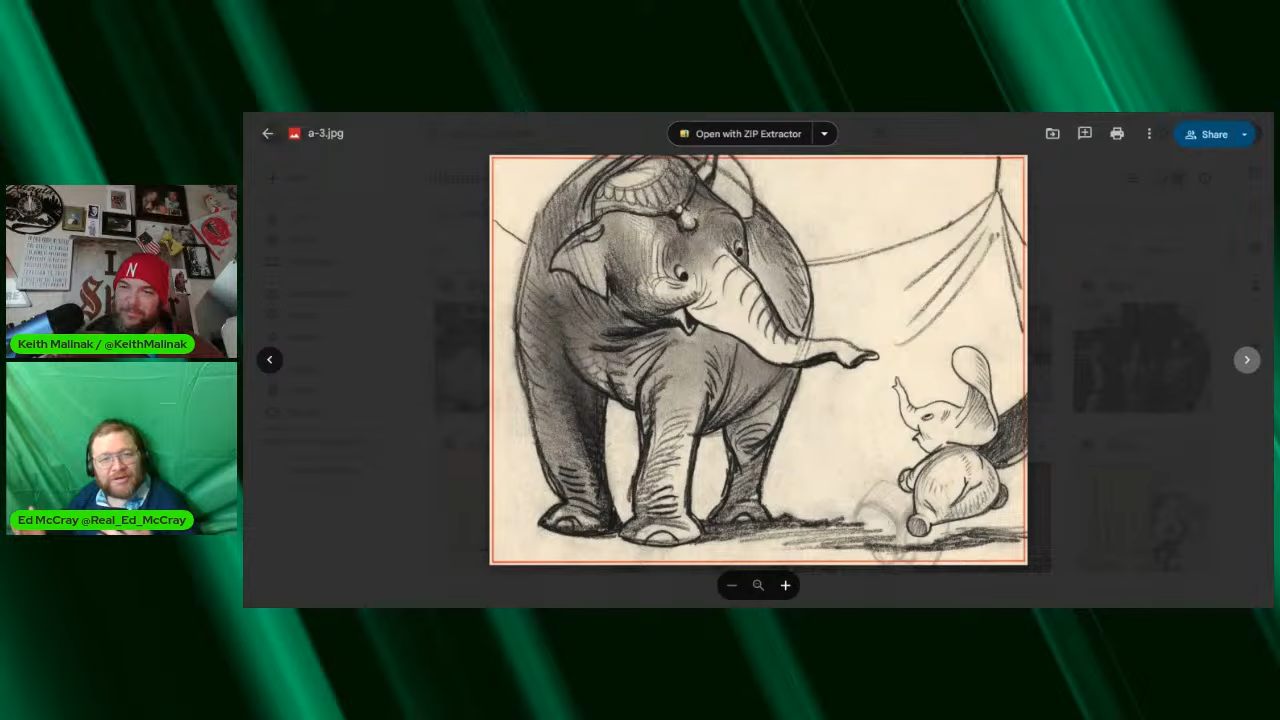 a-3.jpg
Open with ZIP Extractor
Share
N
Keith Malinak / @KeithMalinak
Ed McCray @Real_Ed_McCray